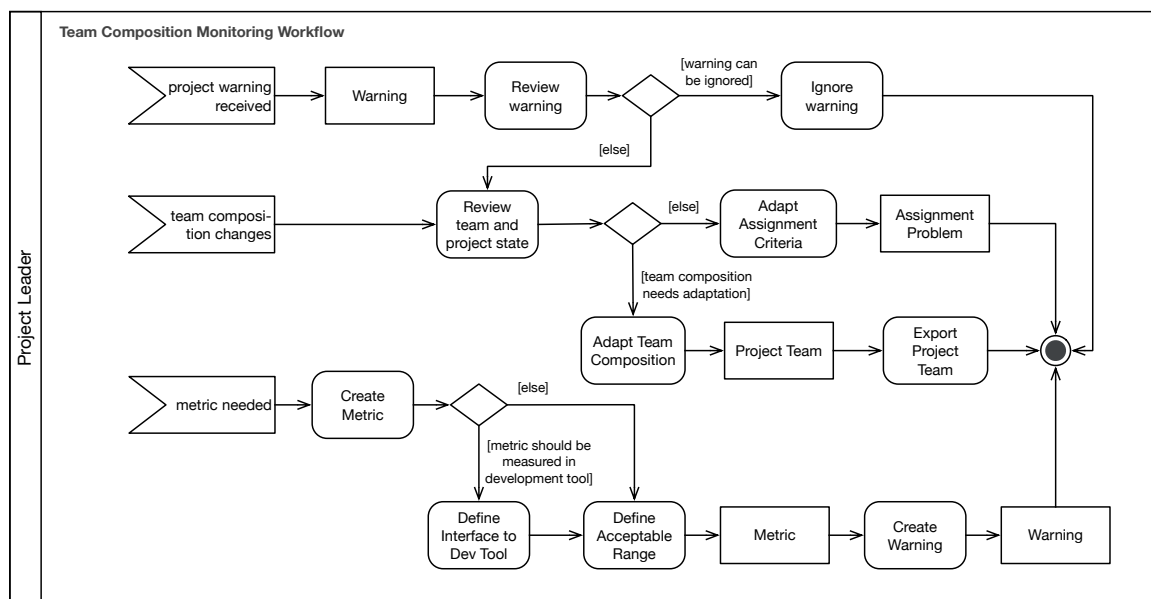 Project Leader
Team Composition Monitoring Workflow
project warning
received
Warning
Review
warning
[warning can
be ignored]
Ignore
warning
[else]
team composi-
tion changes
Review
team and
project state
[else]
Adapt
Assignment
Criteria
Assignment
Problem
[team composition
needs adaptation]
Adapt Team
Composition
Project Team
Export
Project
Team
metric needed
Create
Metric
[else]
[metric should be
measured in
development tool]
Define
Interface to
Dev Tool
Define
Acceptable
Range
Metric
Create
Warning
Warning